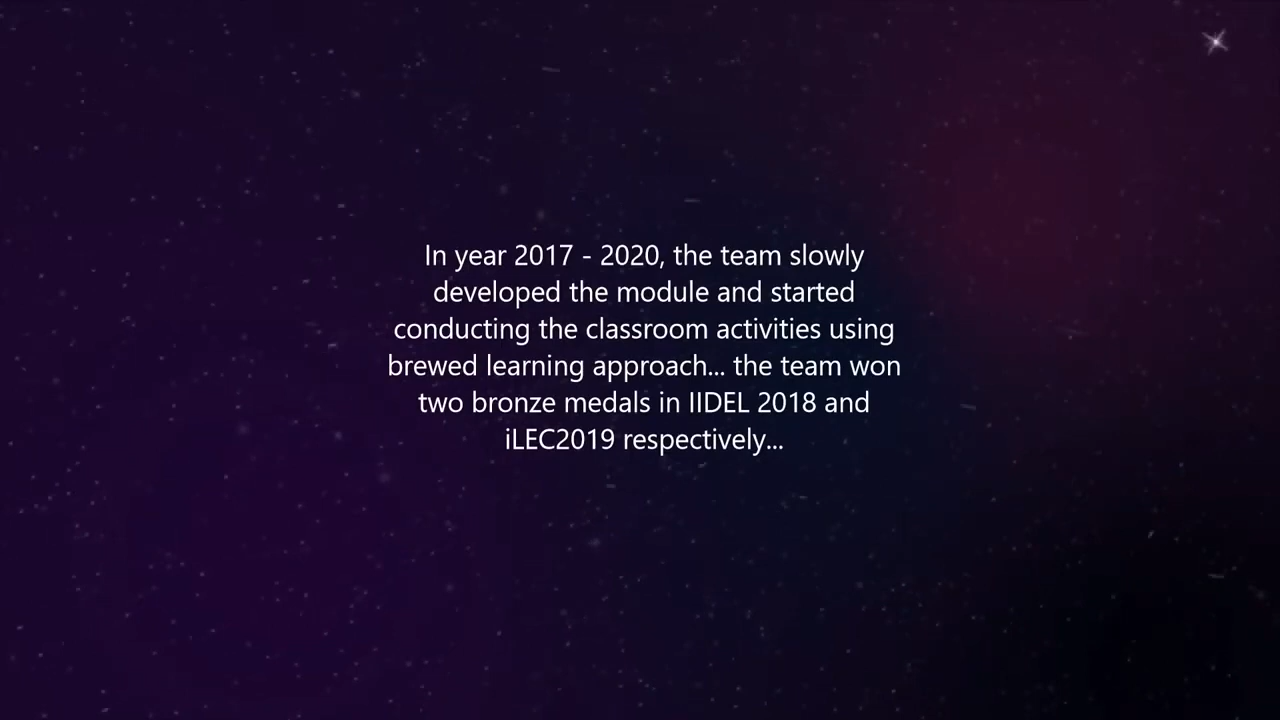 In year 2017 - 2020, the team slowly
developed the module and started
conducting the classroom activities using
brewed learning approach... the team won
two bronze medals in IIDEL 2018 and
iLEC2019 respectively...